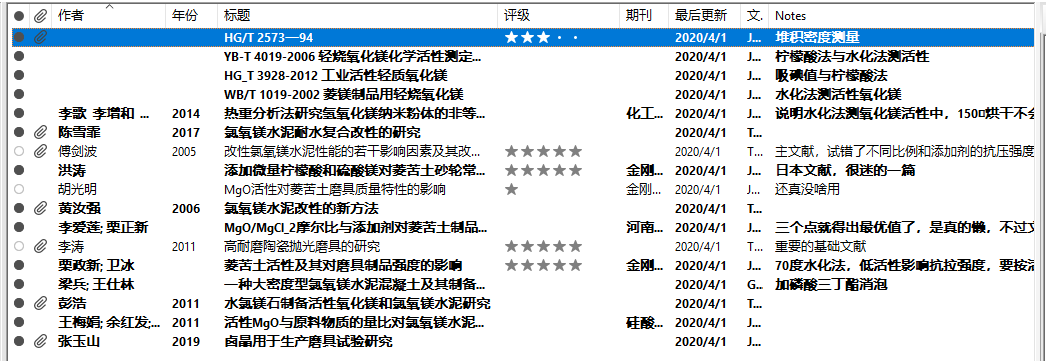 作者 年份 标题 评级 期刊 最后更新 文. Notes
HG/T 2573—94 2020/4/1 J... 堆积密度测量
YB-T 4019-2006 轻烧氧化镁化学活性测定... 2020/4/1 J... 柠檬酸法与水化法测活性
HG_T 3928-2012 工业活性轻质氧化镁 2020/4/1 J... 吸碘值与柠檬酸法
WB/T 1019-2002 菱镁制品用轻烧氧化镁 2020/4/1 J... 水化法测活性氧化镁
李歌 李增和 ... 2014 热重分析法研究氢氧化镁纳米粉体的非等... 化工... 2020/4/1 J... 说明水化法测氧化镁活性中，150▯烘干不会
陈雪霏 2017 氯氧镁水泥耐水复合改性的研究 2020/4/1 T...
傅剑波 2005 改性氯氧镁水泥性能的若干影响因素及其改... ★★★★★ 2020/4/1 T... 主文献，试错了不同比例和添加剂的抗压强度
洪涛 添加微量柠檬酸和硫酸镁对菱苦土砂轮常... 金刚... 2020/4/1 J... 日本文献，很迷的一篇
胡光明 MgO活性对菱苦土磨具质量特性的影响 ★ 金刚... 2020/4/1 J... 还真没啥用
黄汝强 2006 氯氧镁水泥改性的新方法 2020/4/1 T...
李爱莲; 栗正新 MgO/MgCl_2摩尔比与添加剂对菱苦土制品... 河南... 2020/4/1 J... 三个点就得出最优值了，是真的懒，不过文
李涛 2011 高耐磨陶瓷抛光磨具的研究 ★★★★★ 2020/4/1 T... 重要的基础文献
栗政新; 卫冰 菱苦土活性及其对磨具制品强度的影响 ★★★★★ 金刚... 2020/4/1 J... 70度水化法，低活性影响抗拉强度，要按活
梁兵; 王仕林 一种大密度型氯氧镁水泥混凝土及其制备... 2020/4/1 G... 加磷酸三丁酯消泡
彭浩 2011 水氯镁石制备活性氧化镁和氯氧镁水泥研究 2020/4/1 T...
王梅娟; 余红发;... 2011 活性MgO与原料物质的量比对氯氧镁水泥... 硅酸... 2020/4/1 J...
张玉山 2019 卤晶用于生产磨具试验研究 2020/4/1 T...